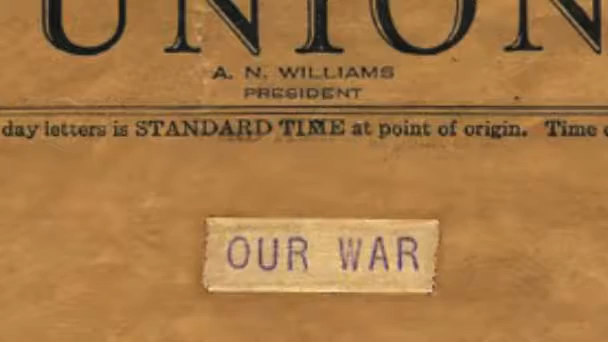 UNION
A. N. WILLIAMS
PRESIDENT
day letters is STANDARD TIME at point of origin. Time
OUR WAR